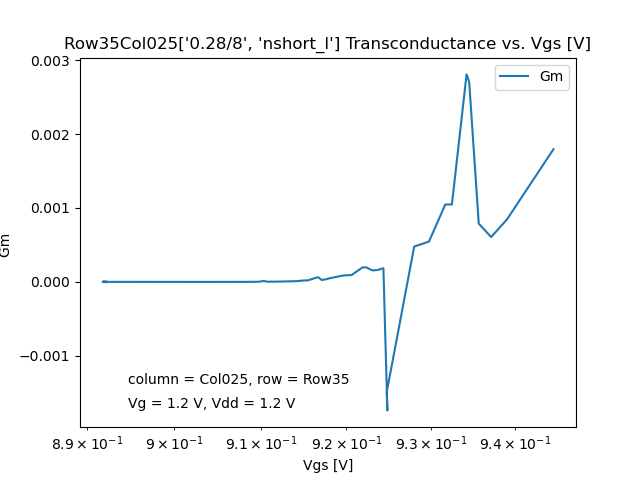 Row35Col025['0.28/8', 'nshort_l'] Transconductance vs. Vgs [V]
Gm
0.003
0.002
0.001
0.000
−0.001
Gm
column = Col025, row = Row35
Vg = 1.2 V, Vdd = 1.2 V
8.9 × 10⁻¹ 9 × 10⁻¹ 9.1 × 10⁻¹ 9.2 × 10⁻¹ 9.3 × 10⁻¹ 9.4 × 10⁻¹
Vgs [V]